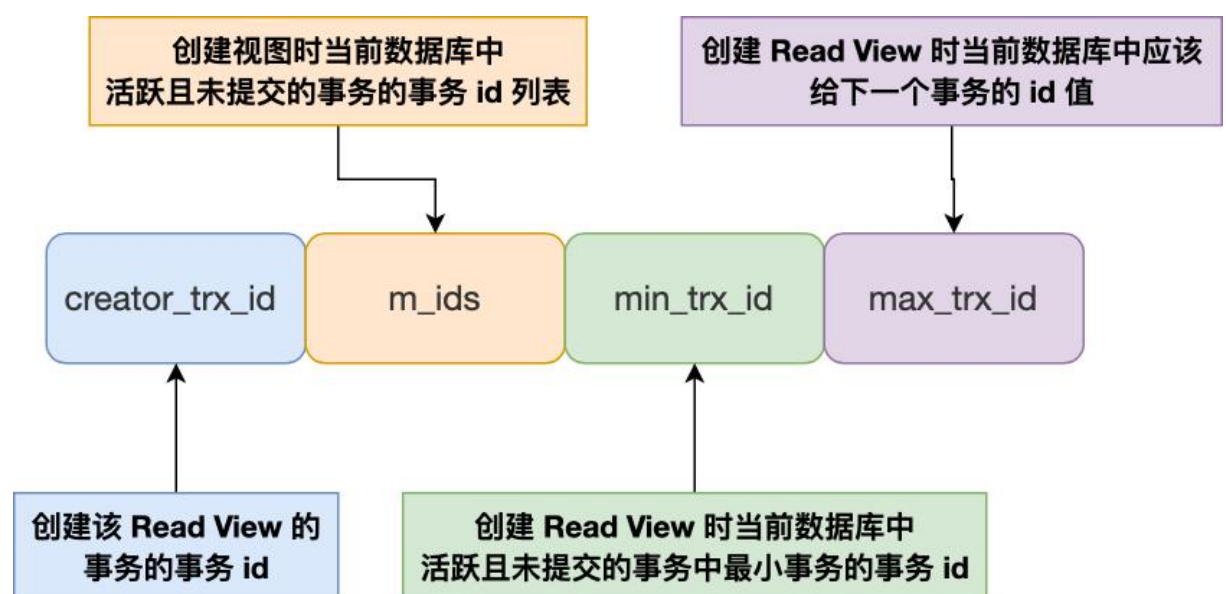 创建视图时当前数据库中
活跃且未提交的事务的事务 id 列表
创建 Read View 时当前数据库中应该
给下一个事务的 id 值
creator_trx_id
m_ids
min_trx_id
max_trx_id
创建该 Read View 的
事务的事务 id
创建 Read View 时当前数据库中
活跃且未提交的事务中最小事务的事务 id